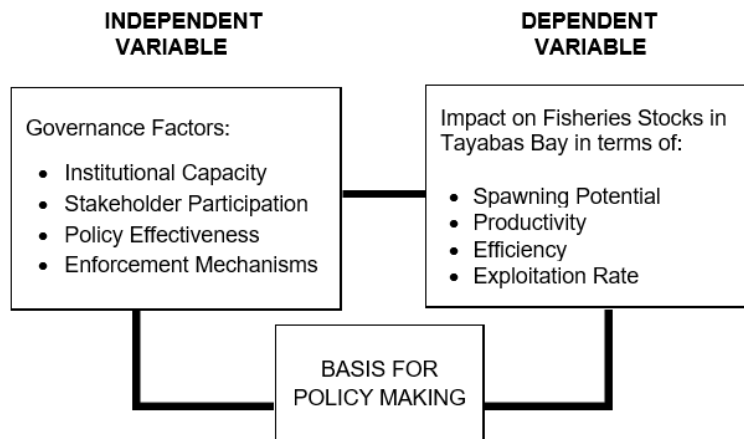 INDEPENDENT
VARIABLE
DEPENDENT
VARIABLE
Governance Factors:
• Institutional Capacity
• Stakeholder Participation
• Policy Effectiveness
• Enforcement Mechanisms
Impact on Fisheries Stocks in
Tayabas Bay in terms of:
• Spawning Potential
• Productivity
• Efficiency
• Exploitation Rate
BASIS FOR
POLICY MAKING